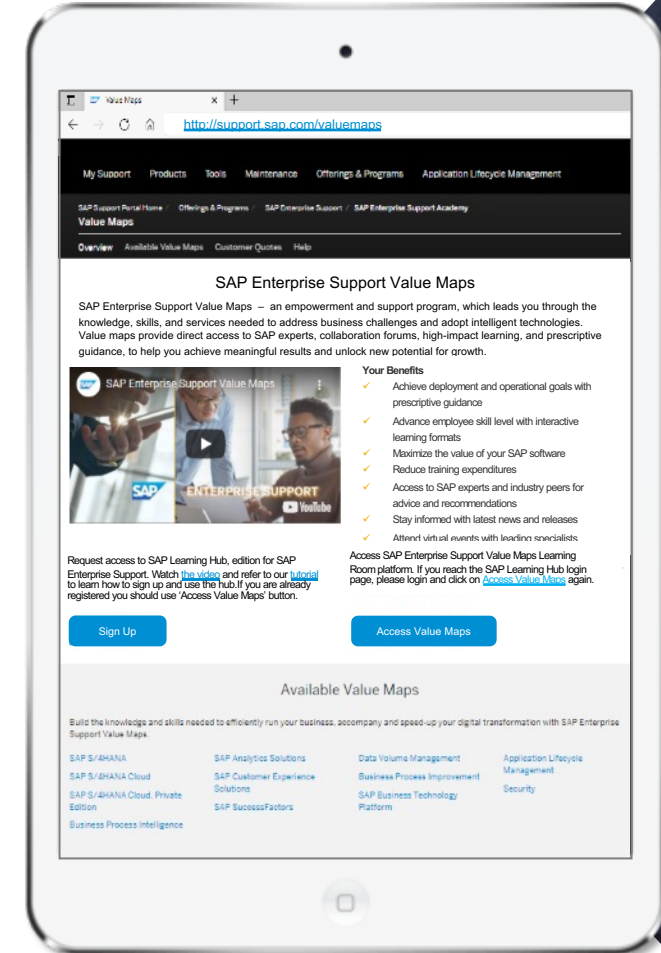 Value Maps
http://support.sap.com/valuemaps
My Support Products Tools Maintenance Offerings & Programs Application Lifecycle Management
SAP Support Portal Home / Offerings & Programs / SAP Enterprise Support / SAP Enterprise Support Academy
Value Maps
Overview Available Value Maps Customer Quotes Help
SAP Enterprise Support Value Maps
SAP Enterprise Support Value Maps – an empowerment and support program, which leads you through the
knowledge, skills, and services needed to address business challenges and adopt intelligent technologies.
Value maps provide direct access to SAP experts, collaboration forums, high-impact learning, and prescriptive
guidance, to help you achieve meaningful results and unlock new potential for growth.
SAP SAP Enterprise Support Value Maps
SAP ENTERPRISE SUPPORT
YouTube
Your Benefits
✓ Achieve deployment and operational goals with
prescriptive guidance
✓ Advance employee skill level with interactive
learning formats
✓ Maximize the value of your SAP software
✓ Reduce training expenditures
✓ Access to SAP experts and industry peers for
advice and recommendations
✓ Stay informed with latest news and releases
✓ Attend virtual events with leading specialists
Request access to SAP Learning Hub, edition for SAP
Enterprise Support. Watch the video and refer to our tutorial
to learn how to sign up and use the hub.If you are already
registered you should use ‘Access Value Maps’ button.
Sign Up
Access SAP Enterprise Support Value Maps Learning
Room platform. If you reach the SAP Learning Hub login
page, please login and click on Access Value Maps again.
Access Value Maps
Available Value Maps
Build the knowledge and skills needed to efficiently run your business, accompany and speed-up your digital transformation with SAP Enterprise
Support Value Maps.
SAP S/4HANA
SAP S/4HANA Cloud
SAP S/4HANA Cloud, Private
Edition
Business Process Intelligence
SAP Analytics Solutions
SAP Customer Experience
Solutions
SAP SuccessFactors
Data Volume Management
Business Process Improvement
SAP Business Technology
Platform
Application Lifecycle
Management
Security